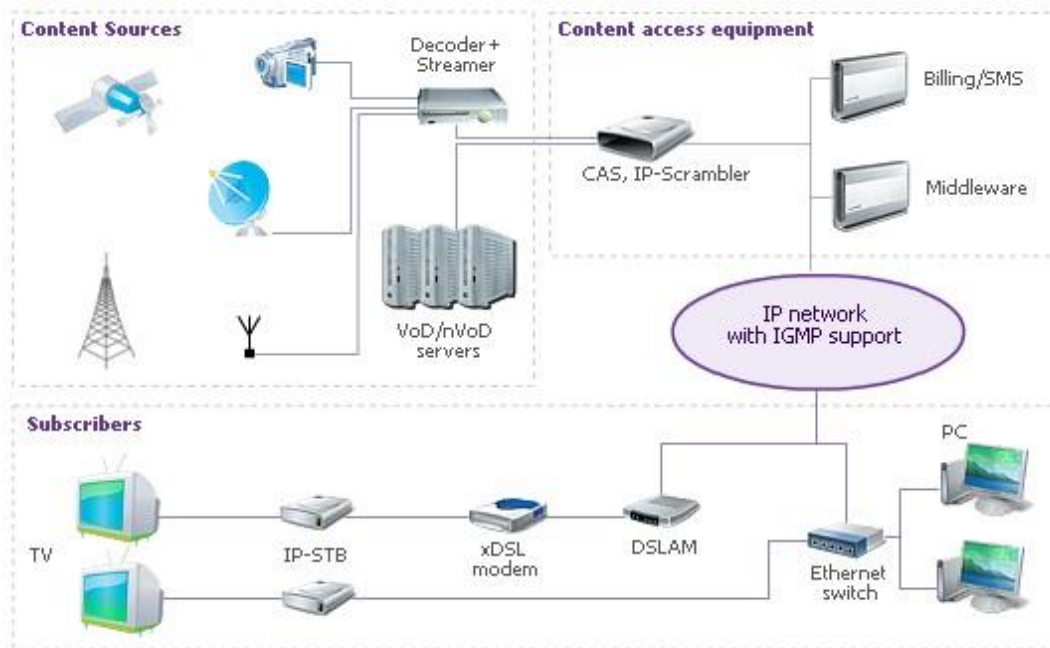 Content Sources
Decoder+
Streamer
VoD/nVoD
servers
Content access equipment
Billing/SMS
CAS, IP-Scrambler
Middleware
IP network
with IGMP support
Subscribers
PC
TV
IP-STB
xDSL
modem
DSLAM
Ethernet
switch